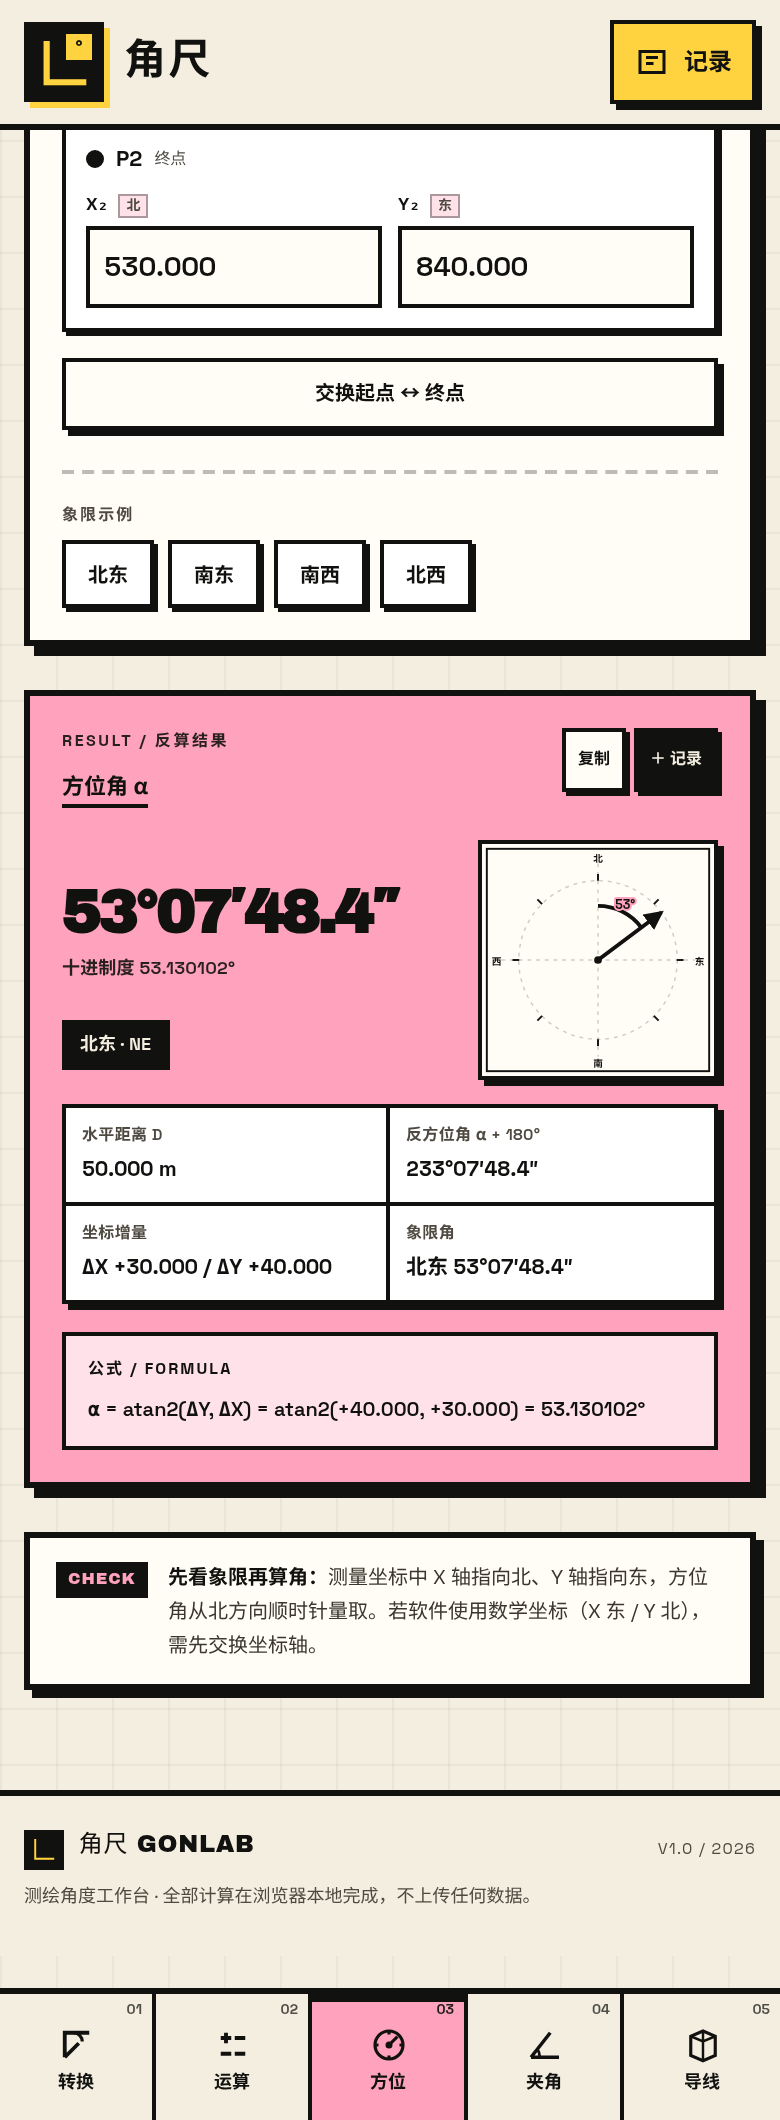 角尺
记录
P2 终点
X₂ 北
Y₂ 东
530.000
840.000
交换起点 ↔ 终点
象限示例
北东
南东
南西
北西
RESULT / 反算结果
方位角 α
复制
+ 记录
53°07′48.4″
十进制度 53.130102°
北东 · NE
北
53°
西
东
南
水平距离 D
50.000 m
反方位角 α + 180°
233°07′48.4″
坐标增量
ΔX +30.000 / ΔY +40.000
象限角
北东 53°07′48.4″
公式 / FORMULA
α = atan2(ΔY, ΔX) = atan2(+40.000, +30.000) = 53.130102°
CHECK
先看象限再算角：测量坐标中 X 轴指向北、Y 轴指向东，方位
角从北方向顺时针量取。若软件使用数学坐标（X 东 / Y 北），
需先交换坐标轴。
角尺 GONLAB
V1.0 / 2026
测绘角度工作台 · 全部计算在浏览器本地完成，不上传任何数据。
01
转换
02
运算
03
方位
04
夹角
05
导线